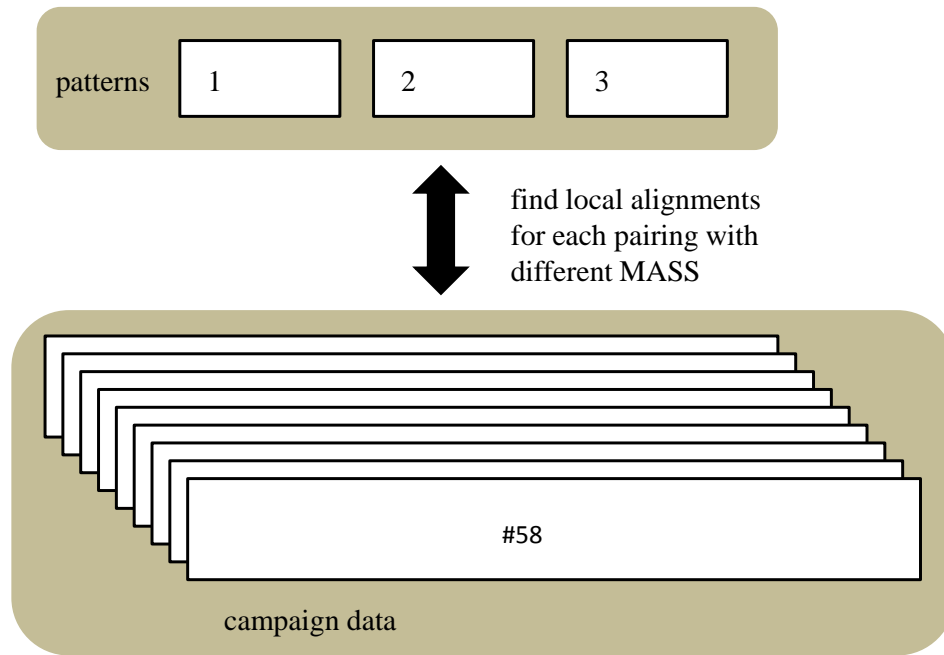 patterns 1 2 3
find local alignments
for each pairing with
different MASS
#58
campaign data